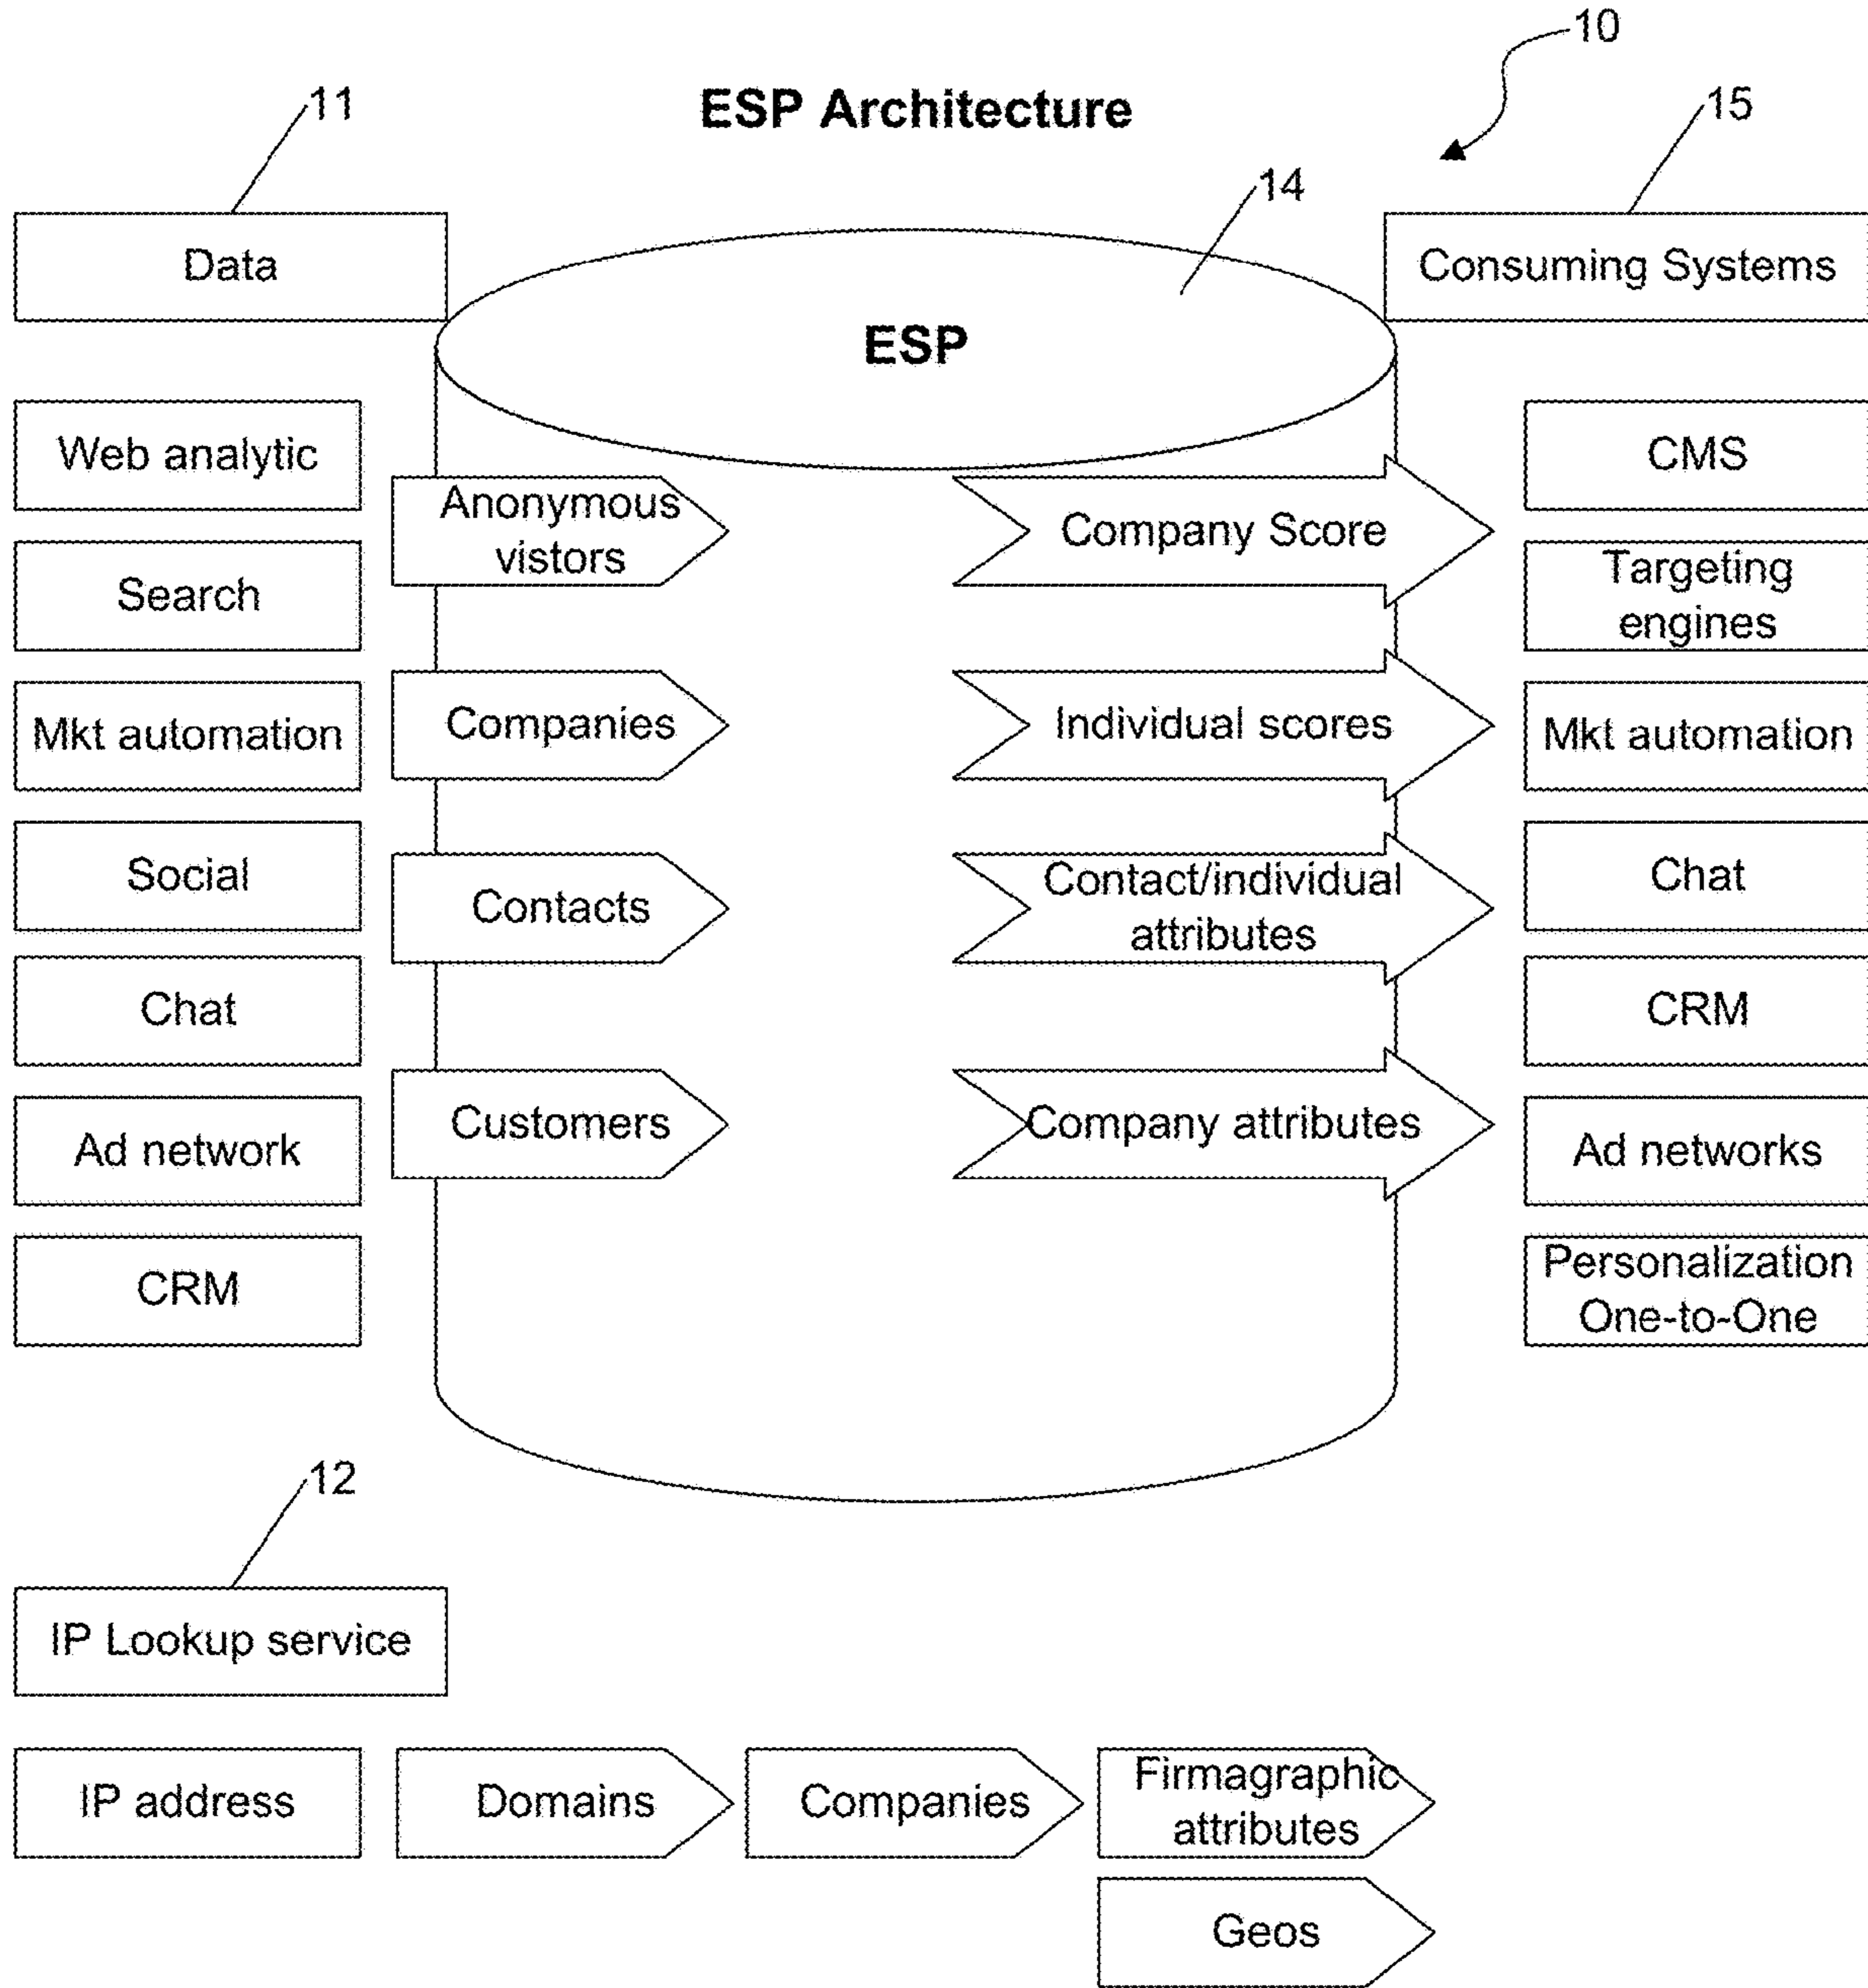 10
ESP Architecture
11
15
14
Data
Consuming Systems
ESP
Web analytic
Search
Mkt automation
Social
Chat
Ad network
CRM
Anonymous
vistors
Companies
Contacts
Customers
Company Score
Individual scores
Contact/individual
attributes
Company attributes
CMS
Targeting
engines
Mkt automation
Chat
CRM
Ad networks
Personalization
One-to-One
12
IP Lookup service
IP address
Domains
Companies
Firmagraphic
attributes
Geos